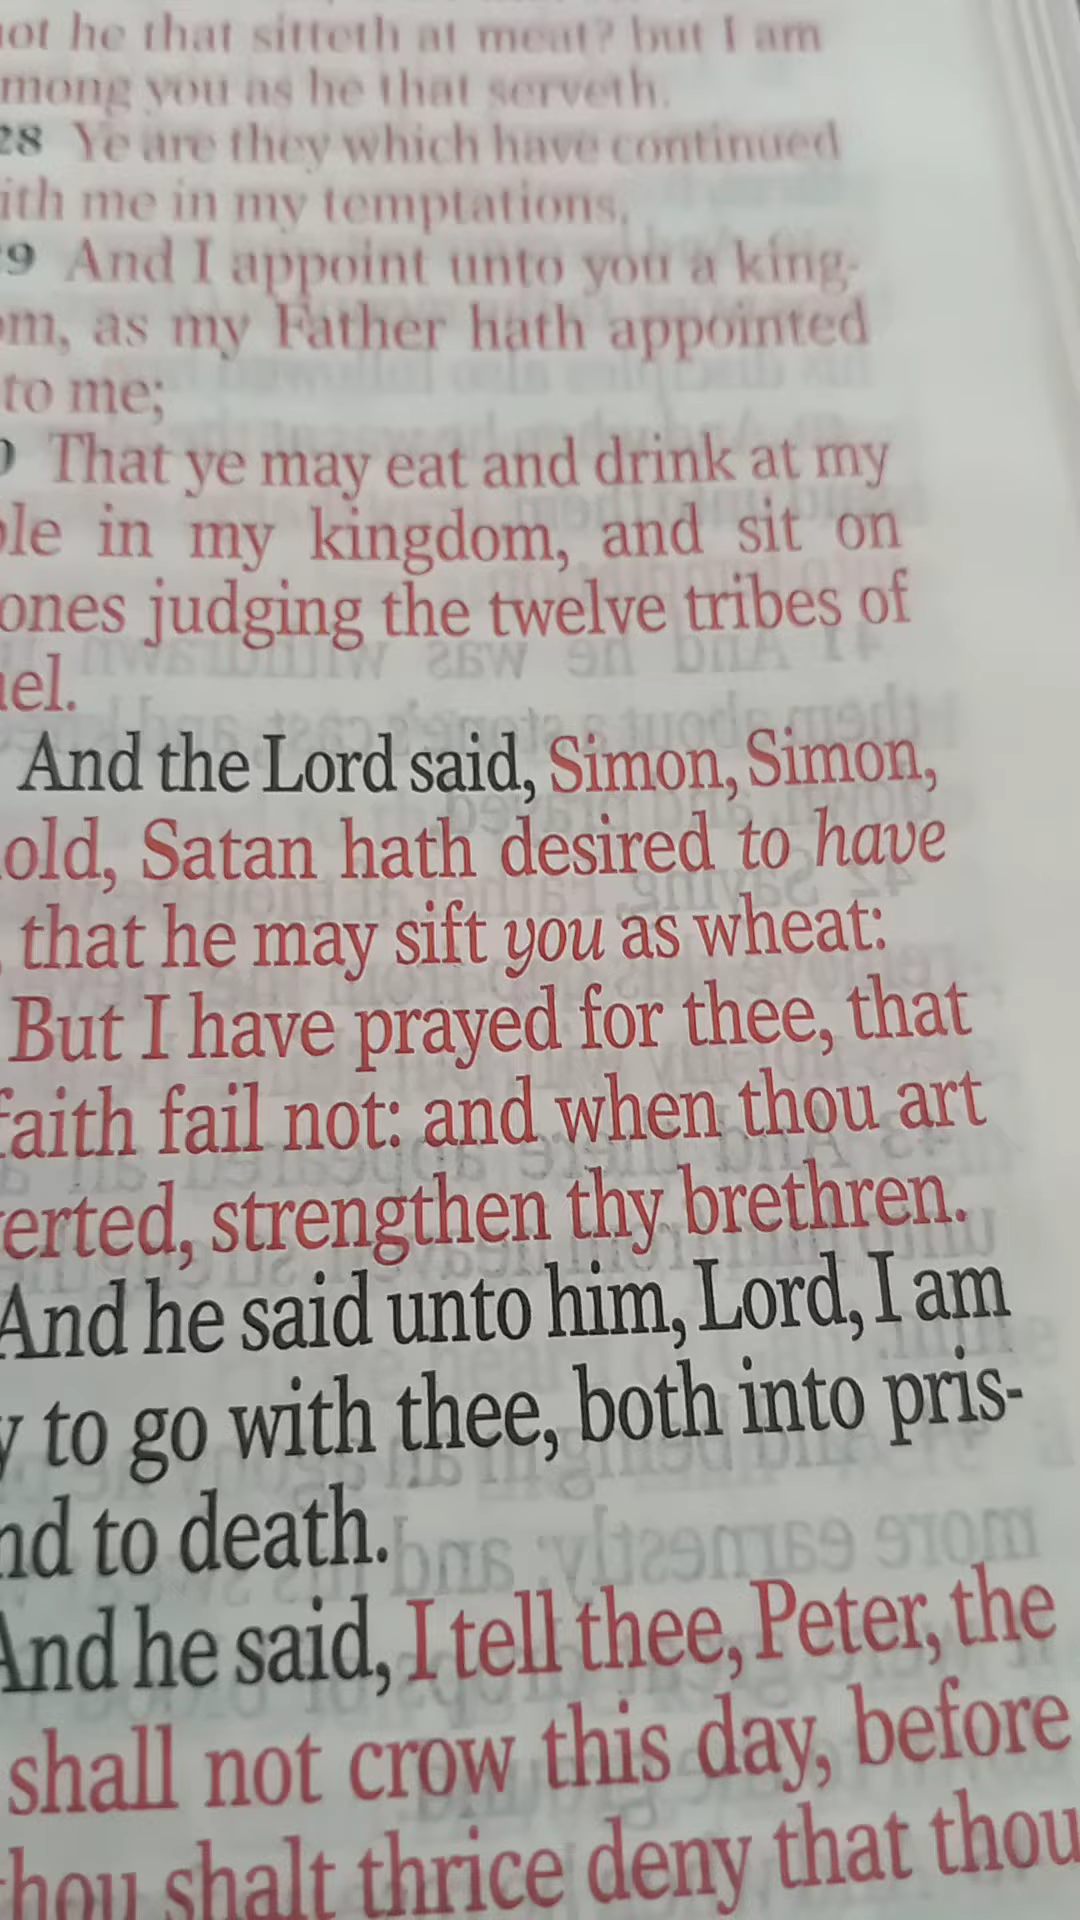 not he that sitteth at meat? but I am
mong you as he that serveth.
28 Ye are they which have continued
ith me in my temptations.
9 And I appoint unto you a king-
om, as my Father hath appointed
to me;
That ye may eat and drink at my
ole in my kingdom, and sit on
ones judging the twelve tribes of
el.
And the Lord said, Simon, Simon,
old, Satan hath desired to have
that he may sift you as wheat:
But I have prayed for thee, that
faith fail not: and when thou art
erted, strengthen thy brethren.
And he said unto him, Lord, I am
y to go with thee, both into pris-
nd to death.
And he said, I tell thee, Peter, the
shall not crow this day, before
thou shalt thrice deny that thou